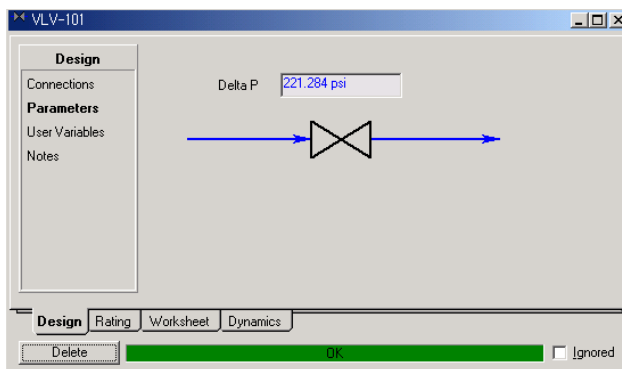 VLV-101
Design
Connections
Parameters
User Variables
Notes
Delta P
221.284 psi
Design Rating Worksheet Dynamics
Delete OK Ignored